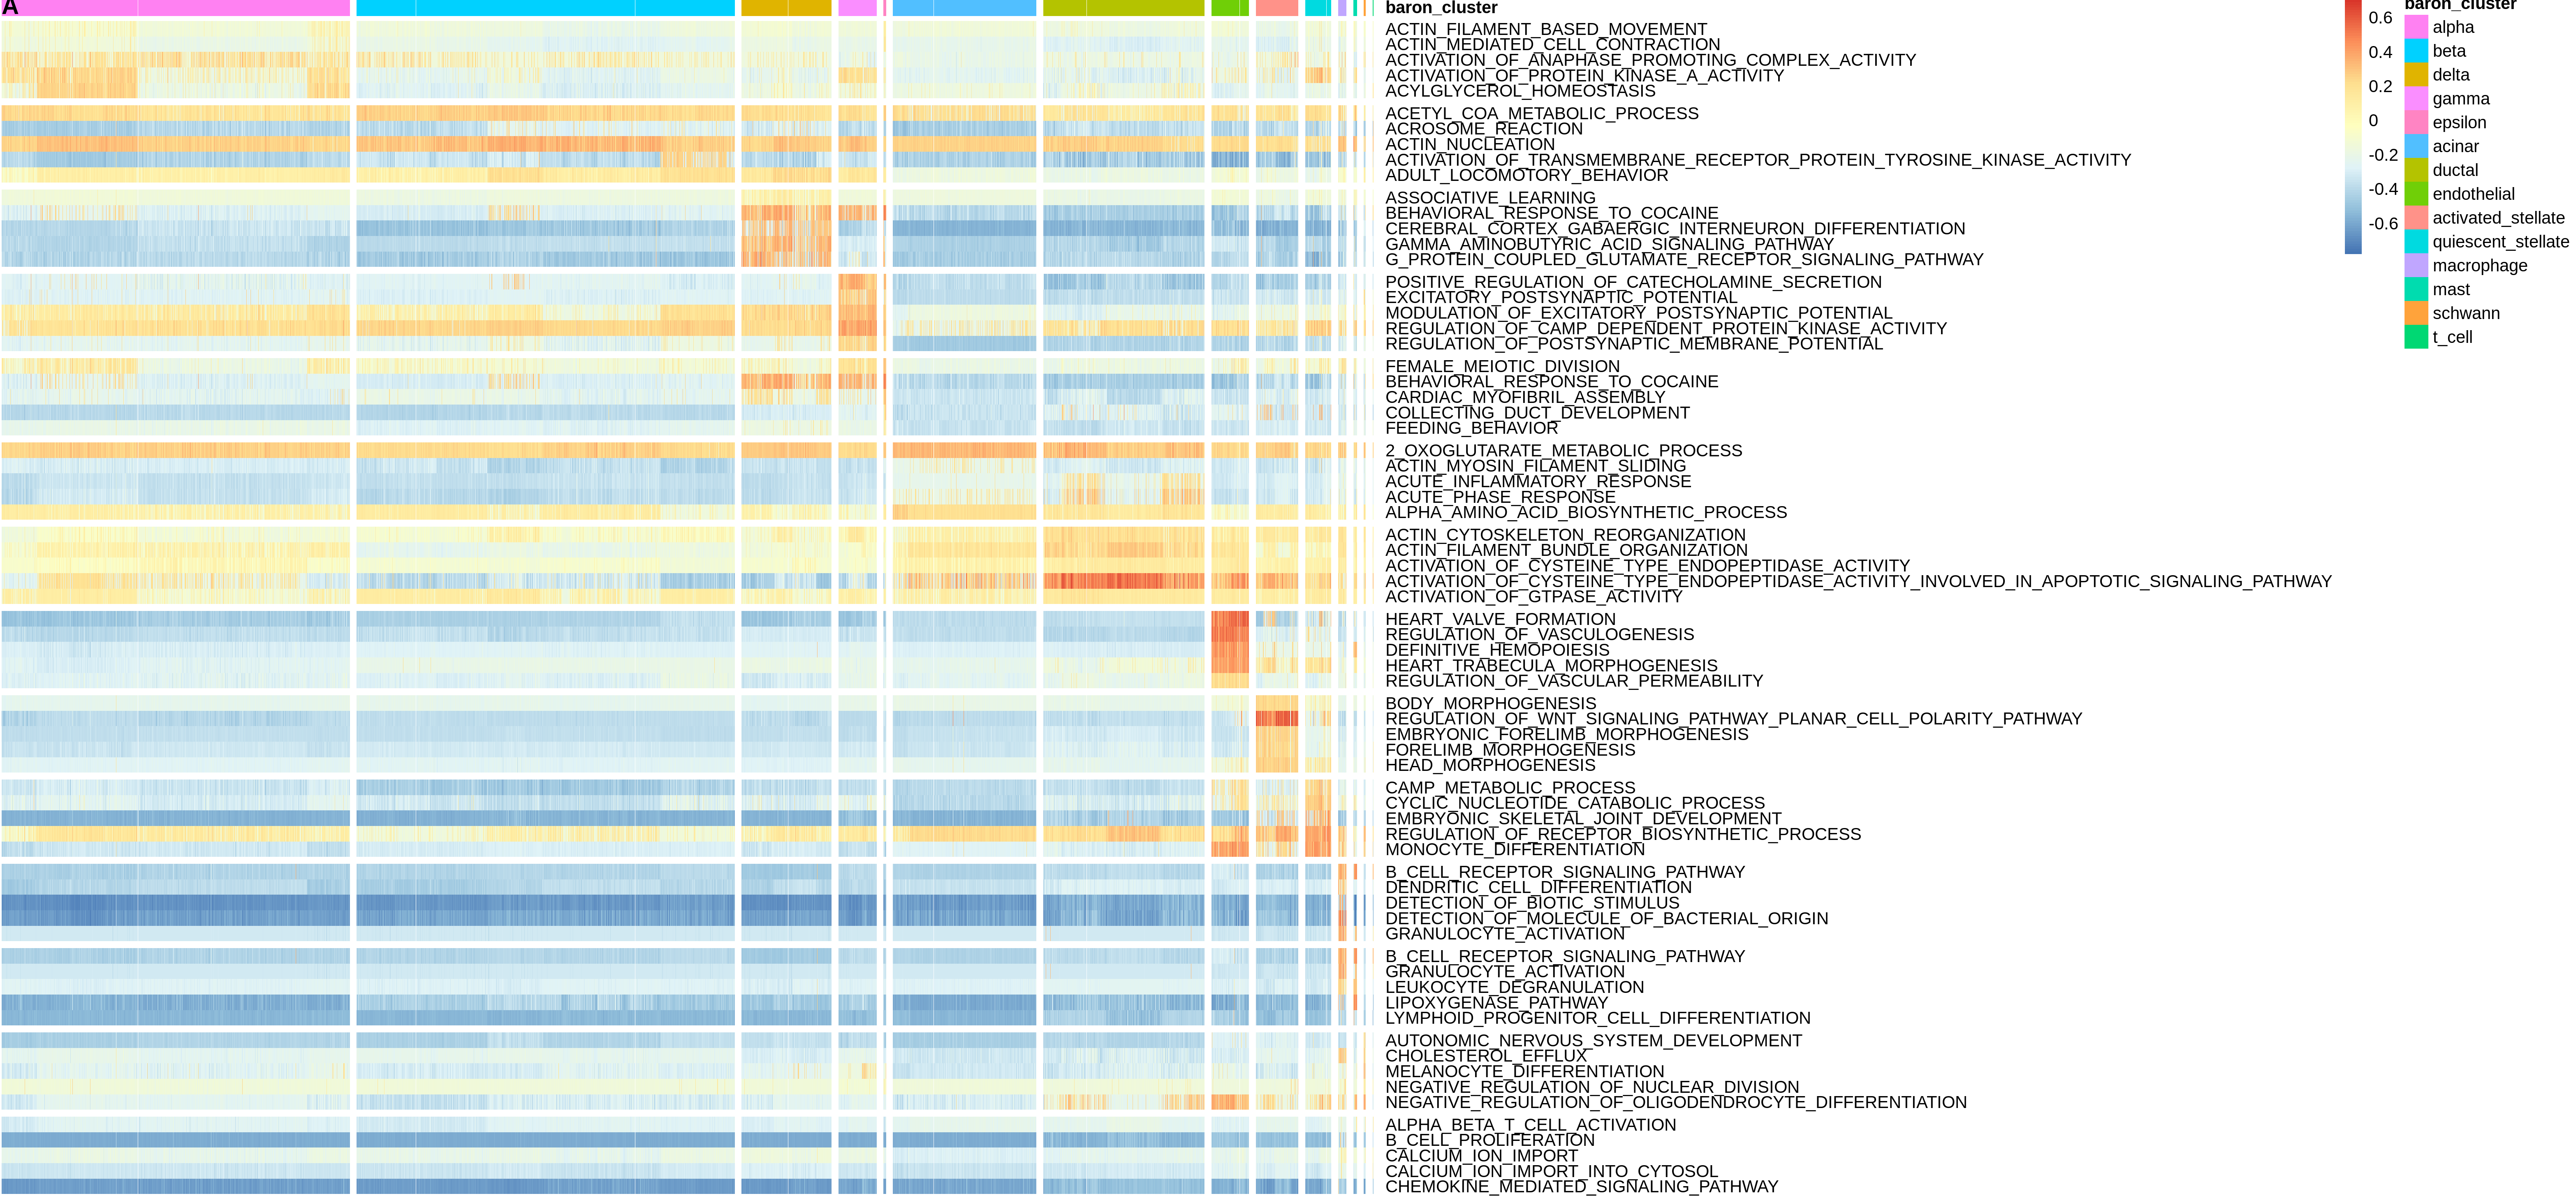 A
baron_cluster
ACTIN_FILAMENT_BASED_MOVEMENT
ACTIN_MEDIATED_CELL_CONTRACTION
ACTIVATION_OF_ANAPHASE_PROMOTING_COMPLEX_ACTIVITY
ACTIVATION_OF_PROTEIN_KINASE_A_ACTIVITY
ACYLGLYCEROL_HOMEOSTASIS
ACETYL_COA_METABOLIC_PROCESS
ACROSOME_REACTION
ACTIN_NUCLEATION
ACTIVATION_OF_TRANSMEMBRANE_RECEPTOR_PROTEIN_TYROSINE_KINASE_ACTIVITY
ADULT_LOCOMOTORY_BEHAVIOR
ASSOCIATIVE_LEARNING
BEHAVIORAL_RESPONSE_TO_COCAINE
CEREBRAL_CORTEX_GABAERGIC_INTERNEURON_DIFFERENTIATION
GAMMA_AMINOBUTYRIC_ACID_SIGNALING_PATHWAY
G_PROTEIN_COUPLED_GLUTAMATE_RECEPTOR_SIGNALING_PATHWAY
POSITIVE_REGULATION_OF_CATECHOLAMINE_SECRETION
EXCITATORY_POSTSYNAPTIC_POTENTIAL
MODULATION_OF_EXCITATORY_POSTSYNAPTIC_POTENTIAL
REGULATION_OF_CAMP_DEPENDENT_PROTEIN_KINASE_ACTIVITY
REGULATION_OF_POSTSYNAPTIC_MEMBRANE_POTENTIAL
FEMALE_MEIOTIC_DIVISION
BEHAVIORAL_RESPONSE_TO_COCAINE
CARDIAC_MYOFIBRIL_ASSEMBLY
COLLECTING_DUCT_DEVELOPMENT
FEEDING_BEHAVIOR
2_OXOGLUTARATE_METABOLIC_PROCESS
ACTIN_MYOSIN_FILAMENT_SLIDING
ACUTE_INFLAMMATORY_RESPONSE
ACUTE_PHASE_RESPONSE
ALPHA_AMINO_ACID_BIOSYNTHETIC_PROCESS
ACTIN_CYTOSKELETON_REORGANIZATION
ACTIN_FILAMENT_BUNDLE_ORGANIZATION
ACTIVATION_OF_CYSTEINE_TYPE_ENDOPEPTIDASE_ACTIVITY
ACTIVATION_OF_CYSTEINE_TYPE_ENDOPEPTIDASE_ACTIVITY_INVOLVED_IN_APOPTOTIC_SIGNALING_PATHWAY
ACTIVATION_OF_GTPASE_ACTIVITY
HEART_VALVE_FORMATION
REGULATION_OF_VASCULOGENESIS
DEFINITIVE_HEMOPOIESIS
HEART_TRABECULA_MORPHOGENESIS
REGULATION_OF_VASCULAR_PERMEABILITY
BODY_MORPHOGENESIS
REGULATION_OF_WNT_SIGNALING_PATHWAY_PLANAR_CELL_POLARITY_PATHWAY
EMBRYONIC_FORELIMB_MORPHOGENESIS
FORELIMB_MORPHOGENESIS
HEAD_MORPHOGENESIS
CAMP_METABOLIC_PROCESS
CYCLIC_NUCLEOTIDE_CATABOLIC_PROCESS
EMBRYONIC_SKELETAL_JOINT_DEVELOPMENT
REGULATION_OF_RECEPTOR_BIOSYNTHETIC_PROCESS
MONOCYTE_DIFFERENTIATION
B_CELL_RECEPTOR_SIGNALING_PATHWAY
DENDRITIC_CELL_DIFFERENTIATION
DETECTION_OF_BIOTIC_STIMULUS
DETECTION_OF_MOLECULE_OF_BACTERIAL_ORIGIN
GRANULOCYTE_ACTIVATION
B_CELL_RECEPTOR_SIGNALING_PATHWAY
GRANULOCYTE_ACTIVATION
LEUKOCYTE_DEGRANULATION
LIPOXYGENASE_PATHWAY
LYMPHOID_PROGENITOR_CELL_DIFFERENTIATION
AUTONOMIC_NERVOUS_SYSTEM_DEVELOPMENT
CHOLESTEROL_EFFLUX
MELANOCYTE_DIFFERENTIATION
NEGATIVE_REGULATION_OF_NUCLEAR_DIVISION
NEGATIVE_REGULATION_OF_OLIGODENDROCYTE_DIFFERENTIATION
ALPHA_BETA_T_CELL_ACTIVATION
B_CELL_PROLIFERATION
CALCIUM_ION_IMPORT
CALCIUM_ION_IMPORT_INTO_CYTOSOL
CHEMOKINE_MEDIATED_SIGNALING_PATHWAY
0.6
0.4
0.2
0
-0.2
-0.4
-0.6
baron_cluster
alpha
beta
delta
gamma
epsilon
acinar
ductal
endothelial
activated_stellate
quiescent_stellate
macrophage
mast
schwann
t_cell